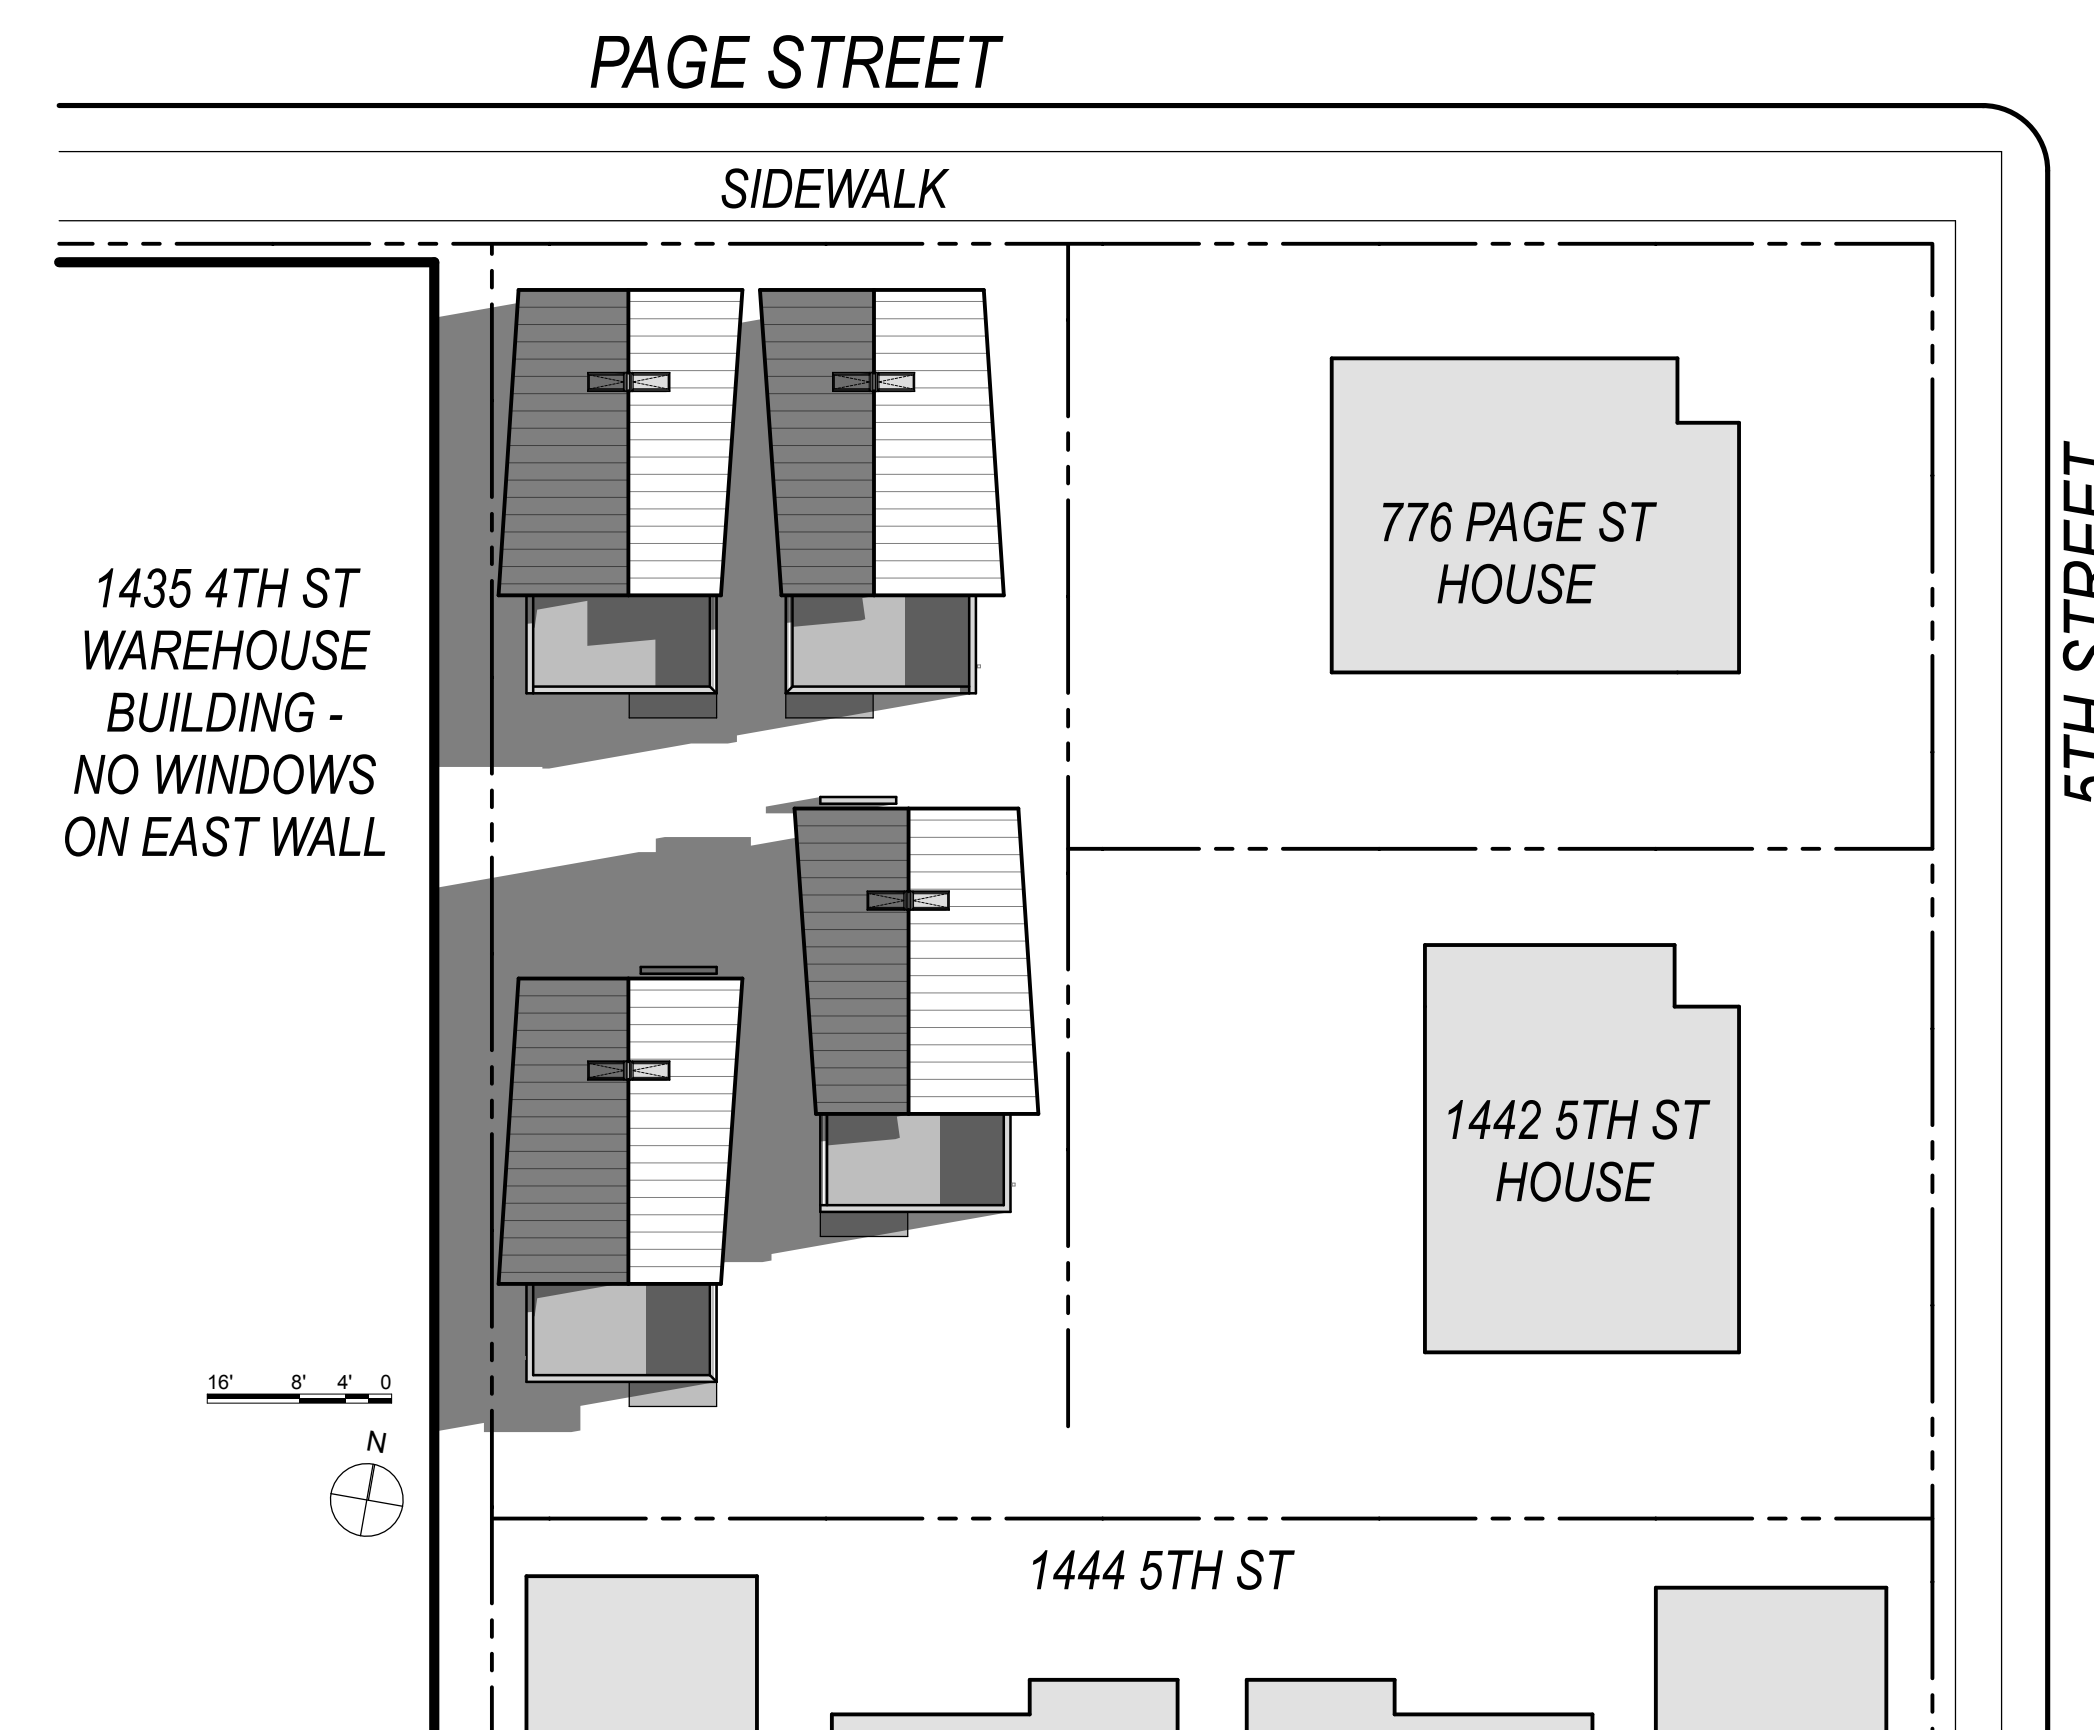 PAGE STREET
SIDEWALK
5TH STREET
776 PAGE ST
HOUSE
1435 4TH ST
WAREHOUSE
BUILDING -
NO WINDOWS
ON EAST WALL
1442 5TH ST
HOUSE
16' 8' 4' 0
N
1444 5TH ST